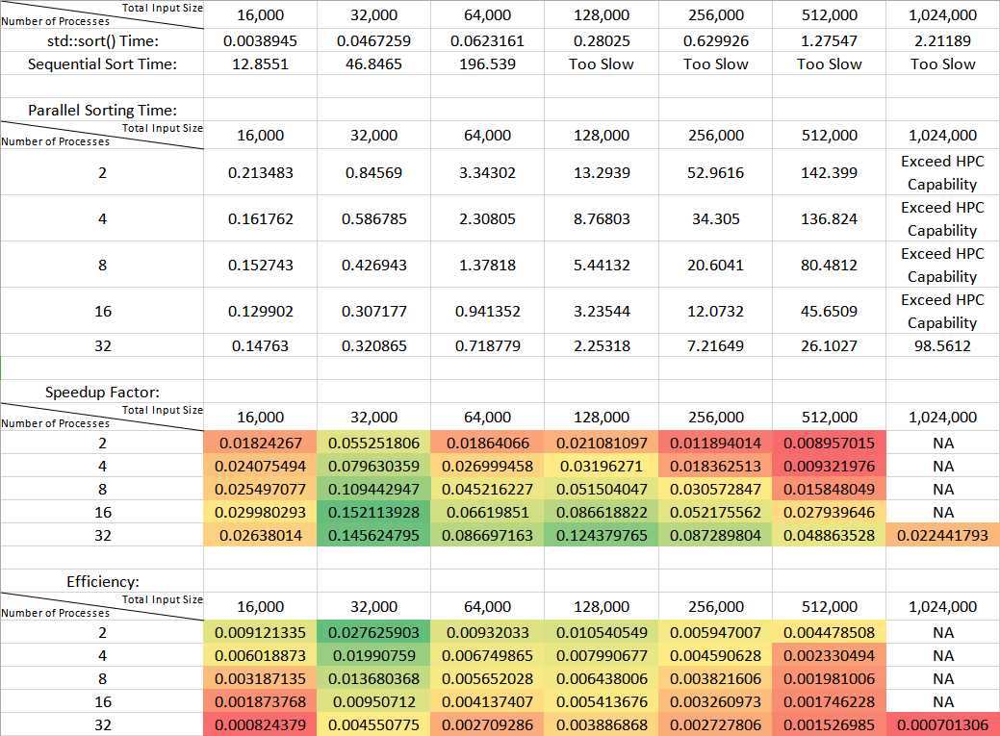 Total Input Size
Number of Processes
16,000 32,000 64,000 128,000 256,000 512,000 1,024,000
std::sort() Time: 0.0038945 0.0467259 0.0623161 0.28025 0.629926 1.27547 2.21189
Sequential Sort Time: 12.8551 46.8465 196.539 Too Slow Too Slow Too Slow Too Slow
Parallel Sorting Time:
Total Input Size
Number of Processes
16,000 32,000 64,000 128,000 256,000 512,000 1,024,000
2 0.213483 0.84569 3.34302 13.2939 52.9616 142.399 Exceed HPC
Capability
4 0.161762 0.586785 2.30805 8.76803 34.305 136.824 Exceed HPC
Capability
8 0.152743 0.426943 1.37818 5.44132 20.6041 80.4812 Exceed HPC
Capability
16 0.129902 0.307177 0.941352 3.23544 12.0732 45.6509 Exceed HPC
Capability
32 0.14763 0.320865 0.718779 2.25318 7.21649 26.1027 98.5612
Speedup Factor:
Total Input Size
Number of Processes
16,000 32,000 64,000 128,000 256,000 512,000 1,024,000
2 0.01824267 0.055251806 0.01864066 0.021081097 0.011894014 0.008957015 NA
4 0.024075494 0.079630359 0.026999458 0.03196271 0.018362513 0.009321976 NA
8 0.025497077 0.109442947 0.045216227 0.051504047 0.030572847 0.015848049 NA
16 0.029980293 0.152113928 0.06619851 0.086618822 0.052175562 0.027939646 NA
32 0.02638014 0.145624795 0.086697163 0.124379765 0.087289804 0.048863528 0.022441793
Efficiency:
Total Input Size
Number of Processes
16,000 32,000 64,000 128,000 256,000 512,000 1,024,000
2 0.009121335 0.027625903 0.00932033 0.010540549 0.005947007 0.004478508 NA
4 0.006018873 0.01990759 0.006749865 0.007990677 0.004590628 0.002330494 NA
8 0.003187135 0.013680368 0.005652028 0.006438006 0.003821606 0.001981006 NA
16 0.001873768 0.00950712 0.004137407 0.005413676 0.003260973 0.001746228 NA
32 0.000824379 0.004550775 0.002709286 0.003886868 0.002727806 0.001526985 0.000701306